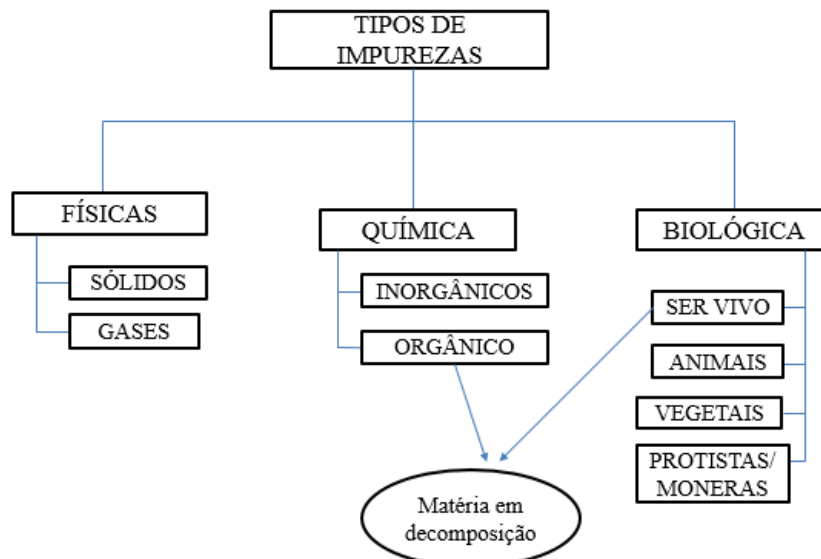 TIPOS DE
IMPUREZAS
FÍSICAS
SÓLIDOS
GASES
QUÍMICA
INORGÂNICOS
ORGÂNICO
BIOLÓGICA
SER VIVO
ANIMAIS
VEGETAIS
PROTISTAS/
MONERAS
Matéria em
decomposição